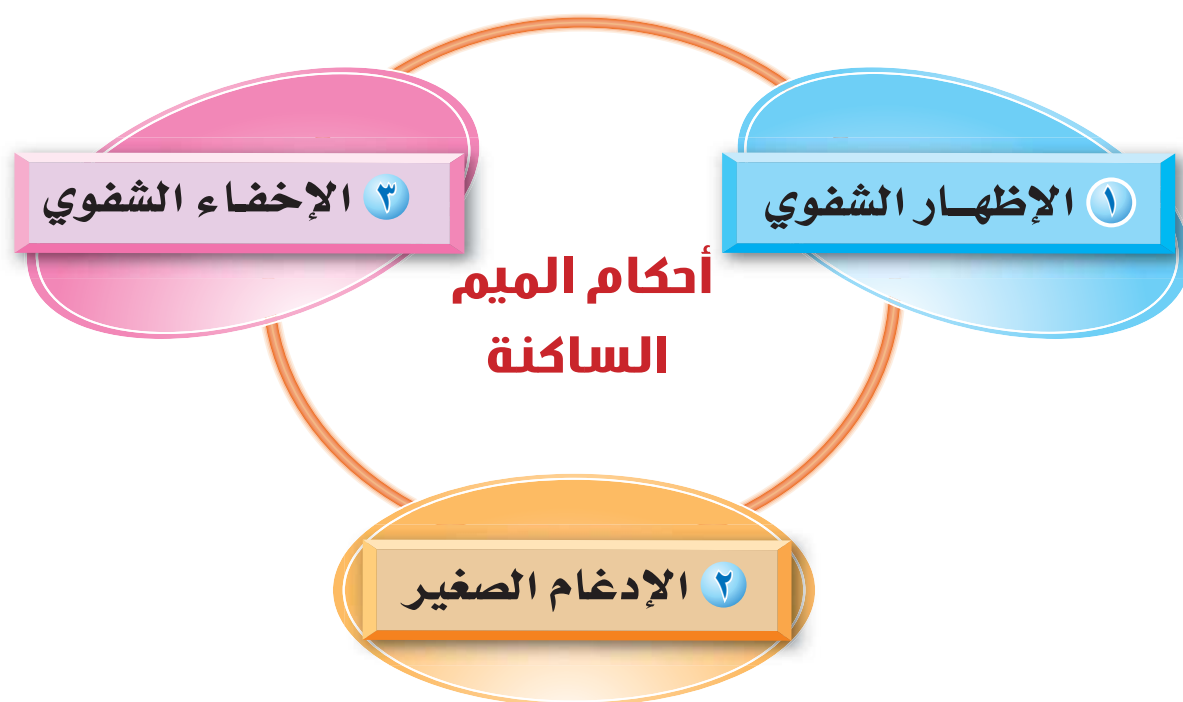 أحكام الميم
الساكنة
١ الإظهار الشفوي
٢ الإدغام الصغير
٣ الإخفاء الشفوي